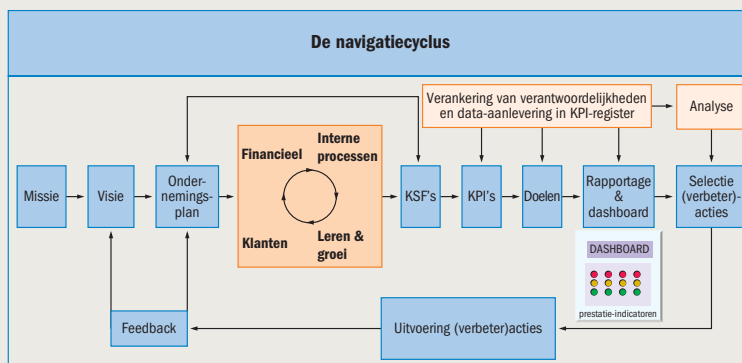 De navigatiecyclus
Verankering van verantwoordelijkheden
en data-aanlevering in KPI-register
Analyse
Missie
Visie
Onder-
nemings-
plan
Financieel
Interne
processen
Klanten
Leren &
groei
KSF's
KPI's
Doelen
Rapportage
&
dashboard
Selectie
(verbeter)-
acties
DASHBOARD
prestatie-indicatoren
Feedback
Uitvoering (verbeter)acties